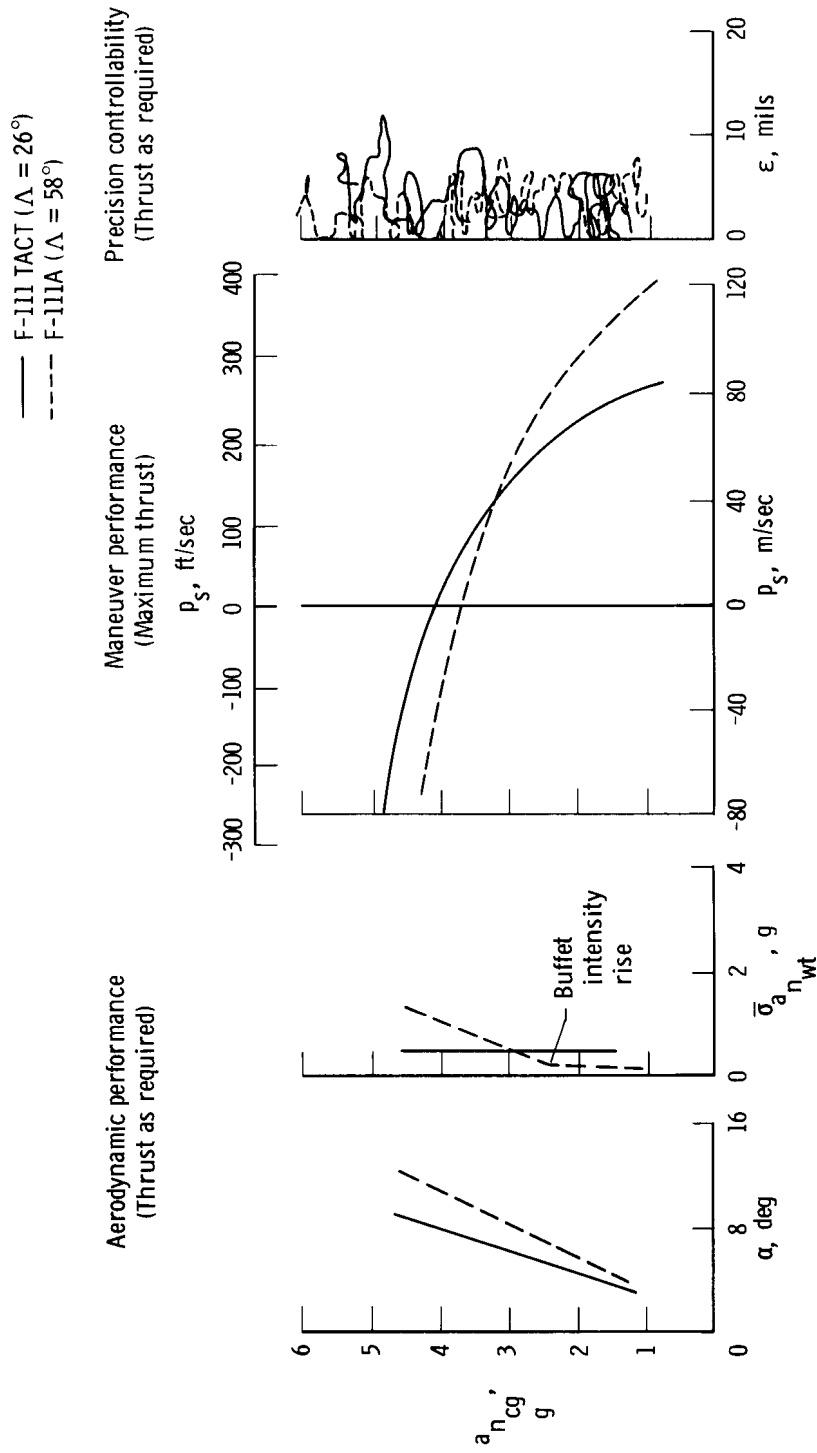 F-111 TACT (Λ = 26°)
F-111A (Λ = 58°)
Aerodynamic performance
(Thrust as required)
Maneuver performance
(Maximum thrust)
Precision controllability
(Thrust as required)
p_s, ft/sec
-300 -200 -100 0 100 200 300 400
6
5
4
3
2
1
0
a_n_cg,
g
Buffet
intensity
rise
8 16
α, deg
0 2 4
σ̅_a_n_wt, g
-80 -40 0 40 80 120
p_s, m/sec
0 10 20
ε, mils